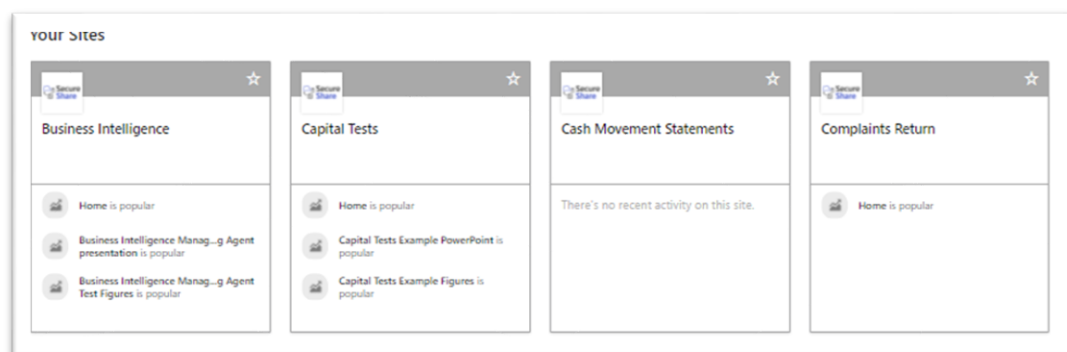 Your Sites
Secure
Share
Business Intelligence
Home is popular
Business Intelligence Manag...g Agent
presentation is popular
Business Intelligence Manag...g Agent
Test Figures is popular
Secure
Share
Capital Tests
Home is popular
Capital Tests Example PowerPoint is
popular
Capital Tests Example Figures is
popular
Secure
Share
Cash Movement Statements
There's no recent activity on this site.
Secure
Share
Complaints Return
Home is popular